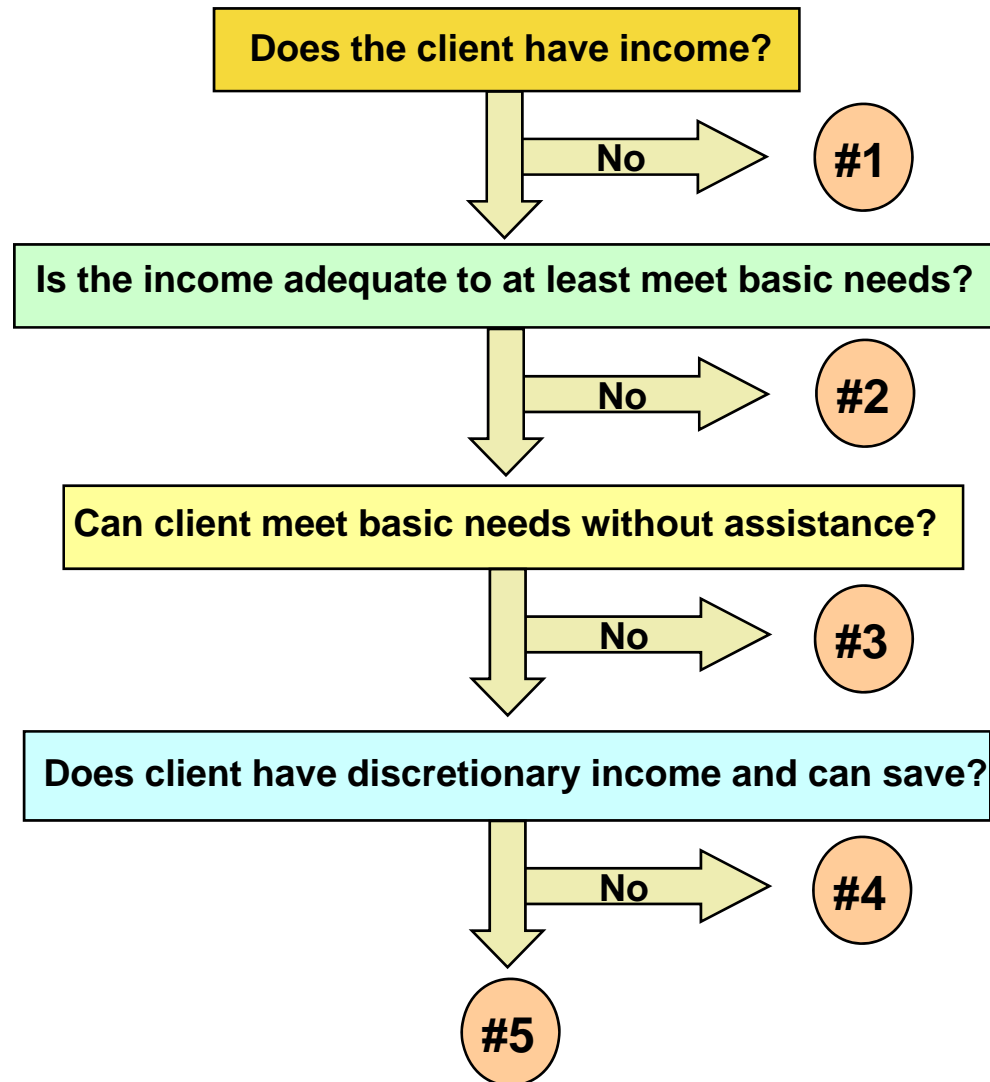 Does the client have income?
No
#1
Is the income adequate to at least meet basic needs?
No
#2
Can client meet basic needs without assistance?
No
#3
Does client have discretionary income and can save?
No
#4
#5